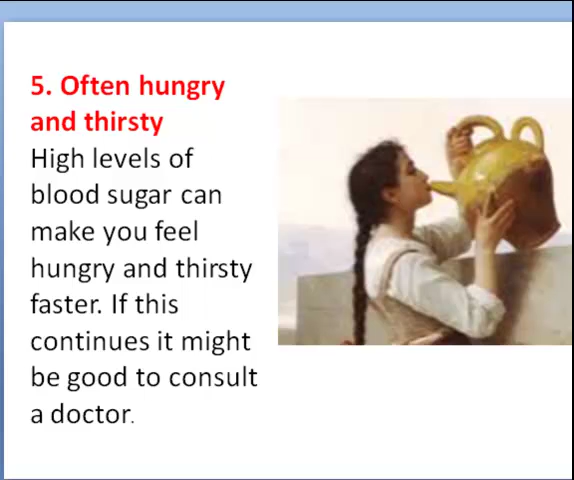 5. Often hungry
and thirsty
High levels of
blood sugar can
make you feel
hungry and thirsty
faster. If this
continues it might
be good to consult
a doctor.